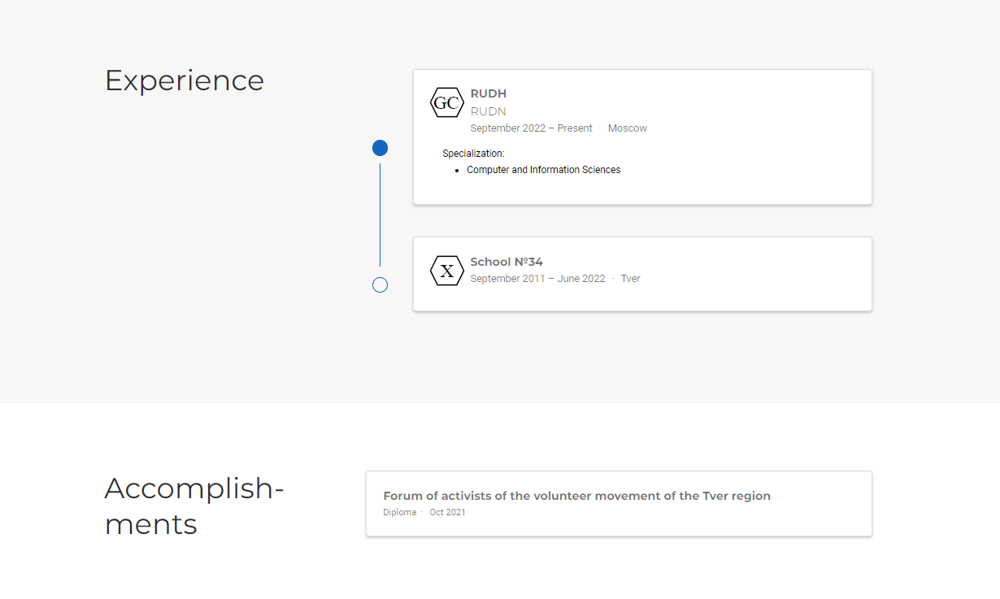 Experience
GC
RUDH
RUDN
September 2022 – Present · Moscow
Specialization:
• Computer and Information Sciences
X
School №34
September 2011 – June 2022 · Tver
Accomplish-
ments
Forum of activists of the volunteer movement of the Tver region
Diploma · Oct 2021